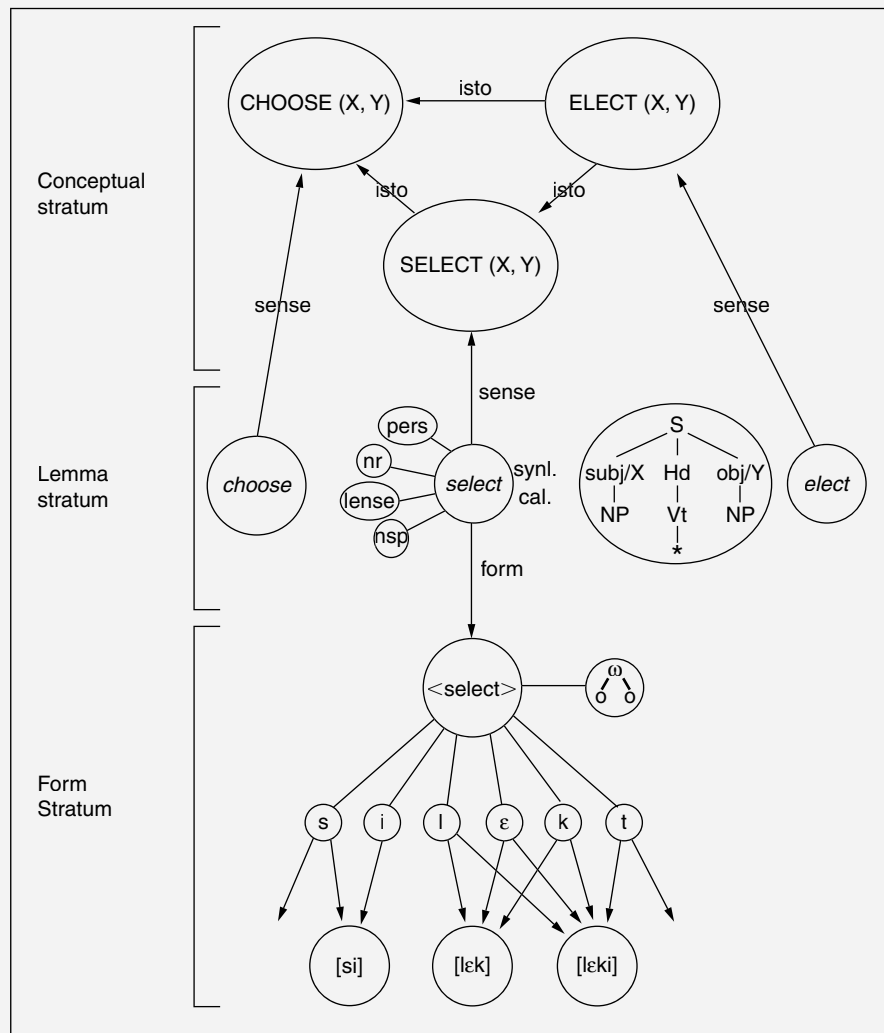 CHOOSE (X, Y)
isto
ELECT (X, Y)
isto
isto
Conceptual
stratum
SELECT (X, Y)
sense
sense
sense
pers
nr
lense
nsp
select
synl.
cal.
S
subj/X Hd obj/Y
NP Vt NP
*
Lemma
stratum
choose
elect
form
<select>
ω
o o
Form
Stratum
s i l ε k t
[si] [lεk] [lεki]